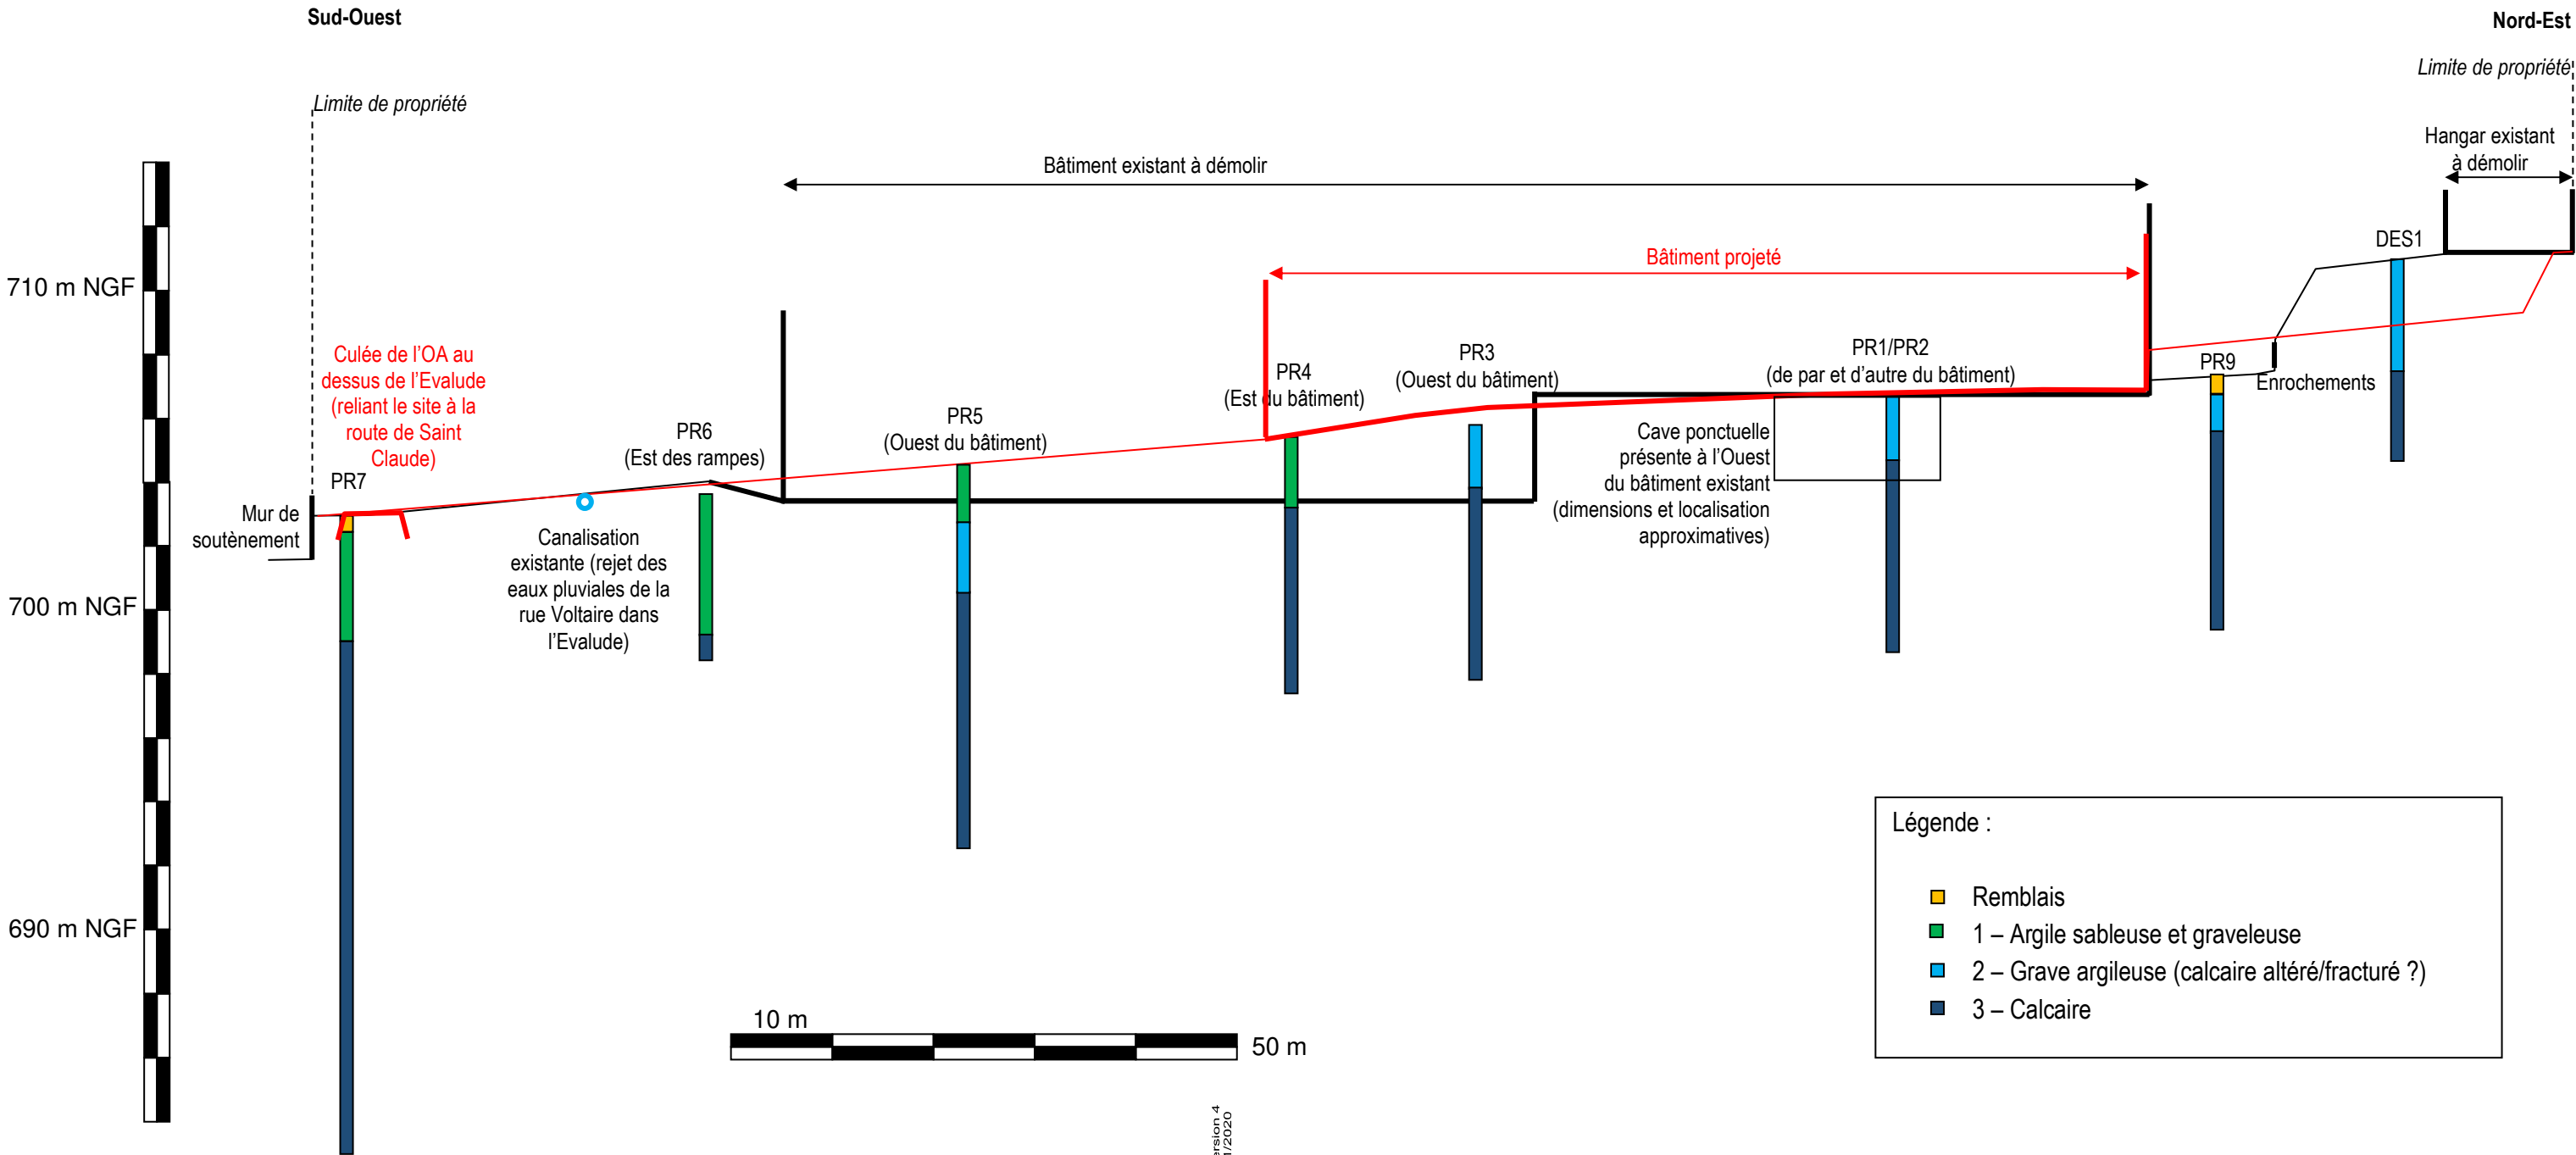 Sud-Ouest
Nord-Est
Limite de propriété
Limite de propriété
Hangar existant
à démolir
Bâtiment existant à démolir
Bâtiment projeté
DES1
710 m NGF
Culée de l'OA au
dessus de l'Evalude
(reliant le site à la
route de Saint
Claude)
PR7
Mur de
soutènement
PR6
(Est des rampes)
PR5
(Ouest du bâtiment)
PR4
(Est du bâtiment)
PR3
(Ouest du bâtiment)
PR1/PR2
(de par et d'autre du bâtiment)
PR9
Enrochements
Canalisation
existante (rejet des
eaux pluviales de la
rue Voltaire dans
l'Evalude)
Cave ponctuelle
présente à l'Ouest
du bâtiment existant
(dimensions et localisation
approximatives)
700 m NGF
690 m NGF
10 m
50 m
Légende :
Remblais
1 – Argile sableuse et graveleuse
2 – Grave argileuse (calcaire altéré/fracturé ?)
3 – Calcaire
ersion 4
1/2020